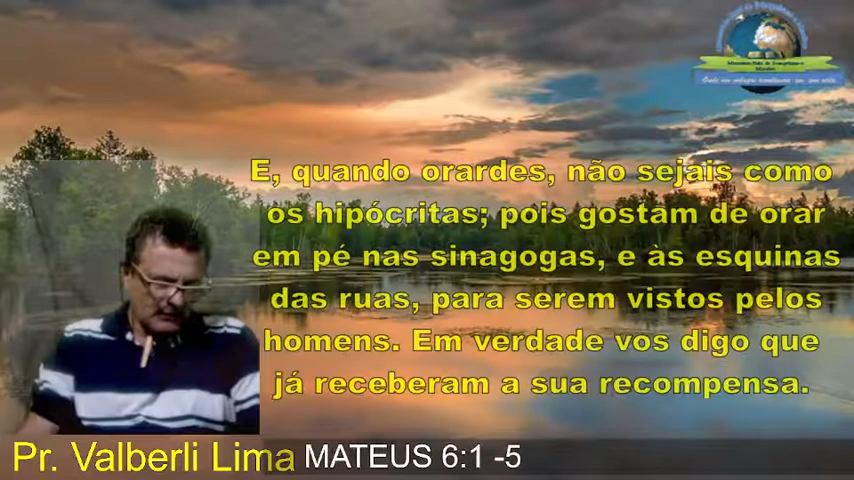 E, quando orardes, não sejais como
os hipócritas; pois gostam de orar
em pé nas sinagogas, e às esquinas
das ruas, para serem vistos pelos
homens. Em verdade vos digo que
já receberam a sua recompensa.
Pr. Valberli Lima MATEUS 6:1 -5